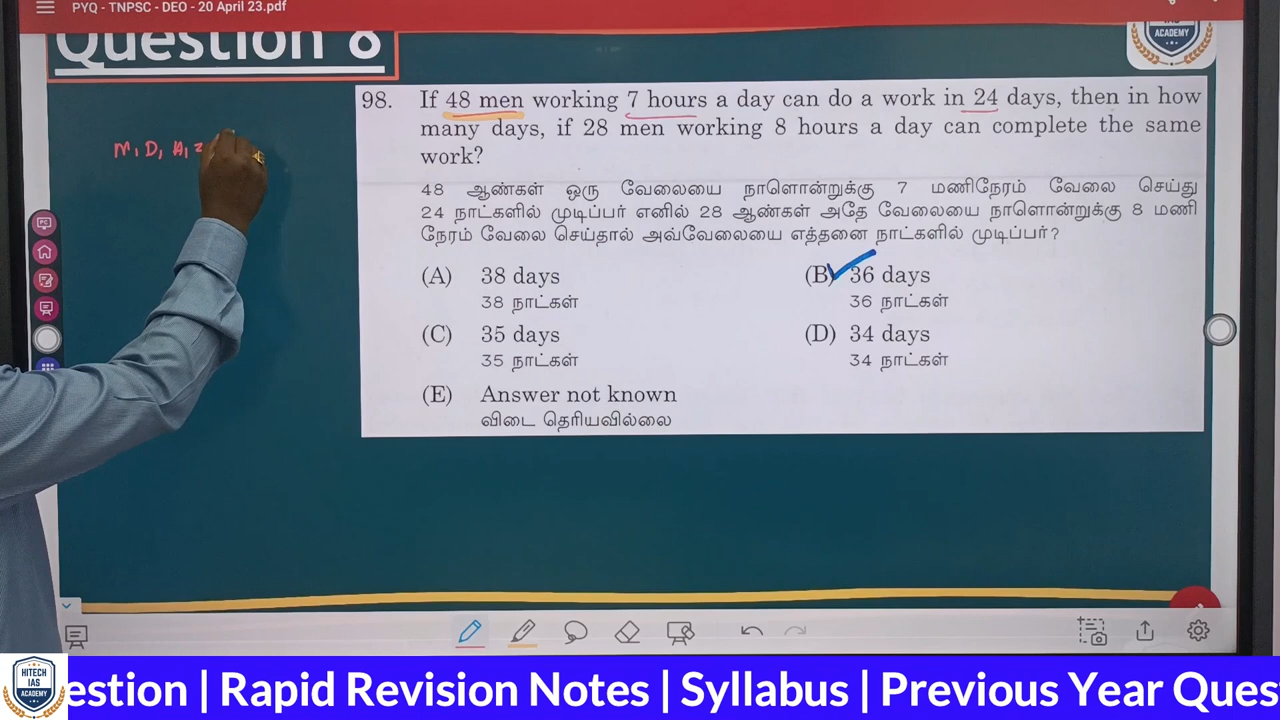 PYQ - TNPSC - DEO - 20 April 23.pdf
Question 8
ACADEMY
98. If 48 men working 7 hours a day can do a work in 24 days, then in how
many days, if 28 men working 8 hours a day can complete the same
work?
48 ஆண்கள் ஒரு வேலையை நாளொன்றுக்கு 7 மணிநேரம் வேலை செய்து
24 நாட்களில் முடிப்பர் எனில் 28 ஆண்கள் அதே வேலையை நாளொன்றுக்கு 8 மணி
நேரம் வேலை செய்தால் அவ்வேலையை எத்தனை நாட்களில் முடிப்பர்?
M₁ D₁ H₁ =
(A) 38 days (B) 36 days
38 நாட்கள் 36 நாட்கள்
(C) 35 days (D) 34 days
35 நாட்கள் 34 நாட்கள்
(E) Answer not known
விடை தெரியவில்லை
HITECH
IAS
ACADEMY
estion | Rapid Revision Notes | Syllabus | Previous Year Ques